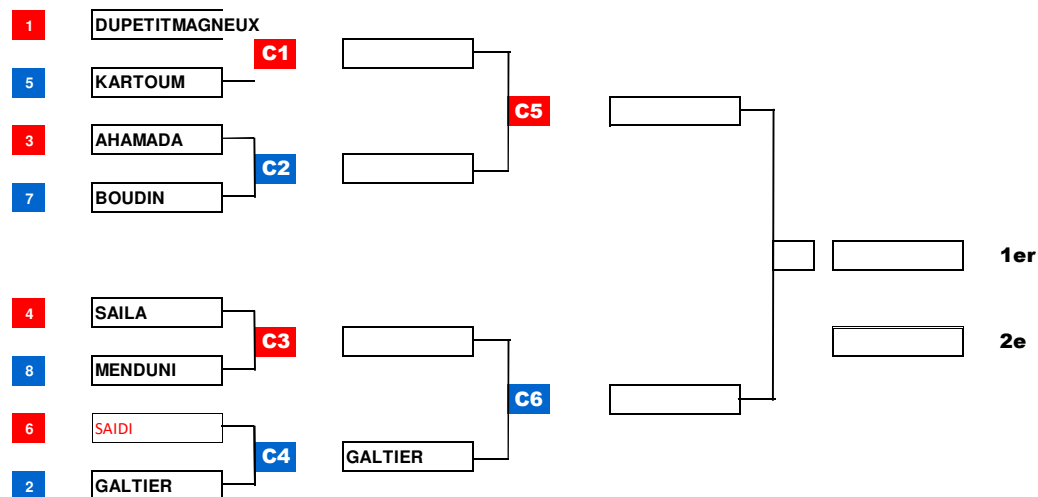 1 DUPETITMAGNEUX
C1
5 KARTOUM
C5
3 AHAMADA
C2
7 BOUDIN
1er
4 SAILA
C3
2e
8 MENDUNI
C6
6 SAIDI
C4 GALTIER
2 GALTIER